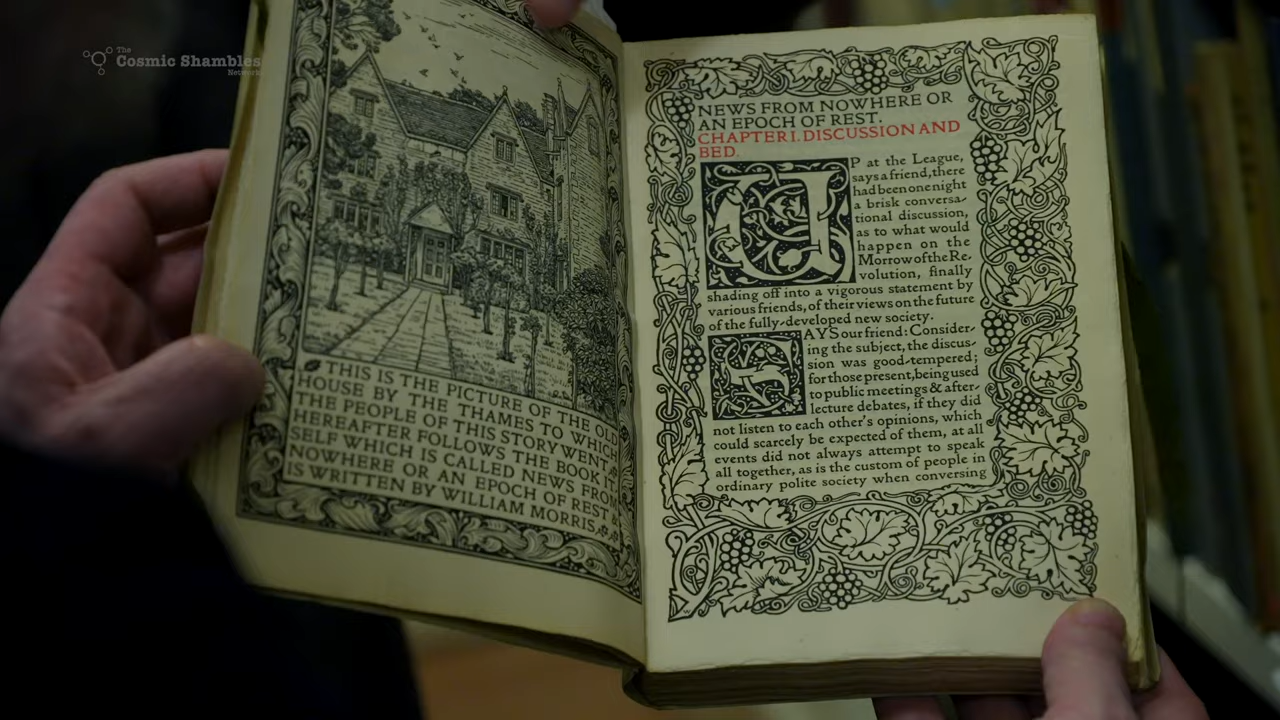 The
Cosmic Shambles
Network
THIS IS THE PICTURE OF THE OLD
HOUSE BY THE THAMES TO WHICH
THE PEOPLE OF THIS STORY WENT
HEREAFTER FOLLOWS THE BOOK IT
SELF WHICH IS CALLED NEWS FROM
NOWHERE OR AN EPOCH OF REST &
IS WRITTEN BY WILLIAM MORRIS
NEWS FROM NOWHERE OR
AN EPOCH OF REST.
CHAPTER I. DISCUSSION AND
BED.
UP at the League,
says a friend, there
had been one night
a brisk conversa-
tional discussion,
as to what would
happen on the
Morrow of the Re-
volution, finally
shading off into a vigorous statement by
various friends, of their views on the future
of the fully-developed new society.
SAYS our friend: Consider-
ing the subject, the discus-
sion was good-tempered;
for those present, being used
to public meetings & after-
lecture debates, if they did
not listen to each other's opinions, which
could scarcely be expected of them, at all
events did not always attempt to speak
all together, as is the custom of people in
ordinary polite society when conversing